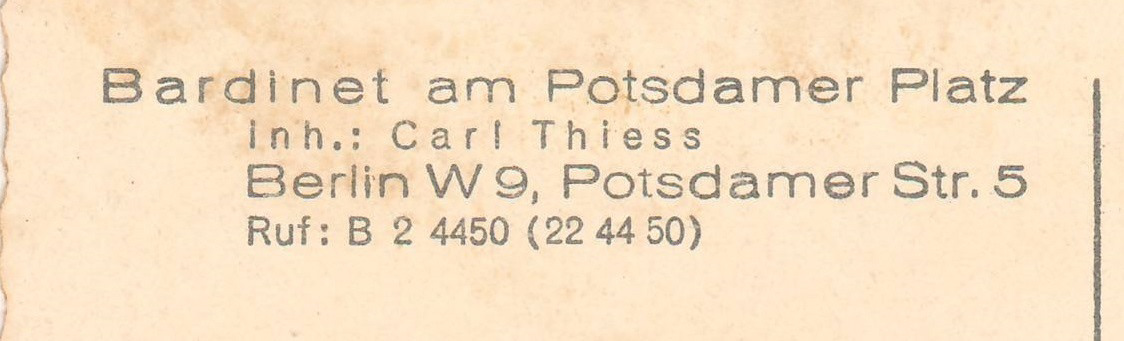 Bardinet am Potsdamer Platz
Inh.: Carl Thiess
Berlin W 9, Potsdamer Str. 5
Ruf: B 2 4450 (22 44 50)